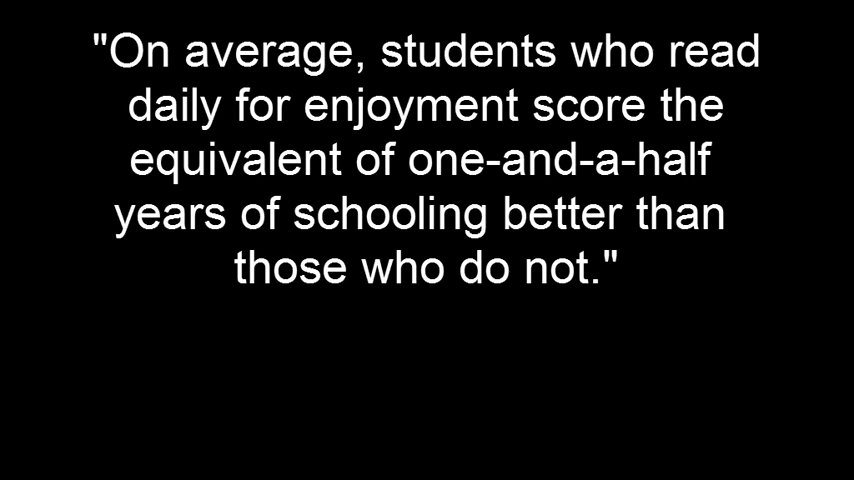 "On average, students who read
daily for enjoyment score the
equivalent of one-and-a-half
years of schooling better than
those who do not."